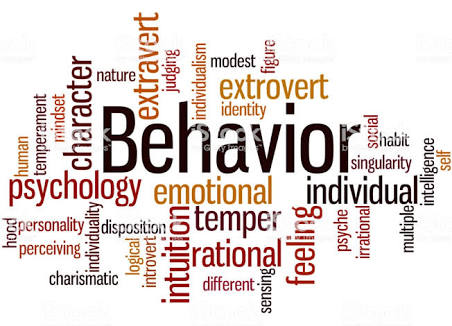 nature
extravert
judging
individualism
modest
figure
extrovert
identity
character
temperament
mindset
human
Behavior
social
habit
singularity
intelligence
self
psychology
emotional
individual
hood
personality
perceiving
individuality
disposition
charismatic
logical
introvert
intuition
temper
rational
different
sensing
feeling
psyche
irrational
multiple